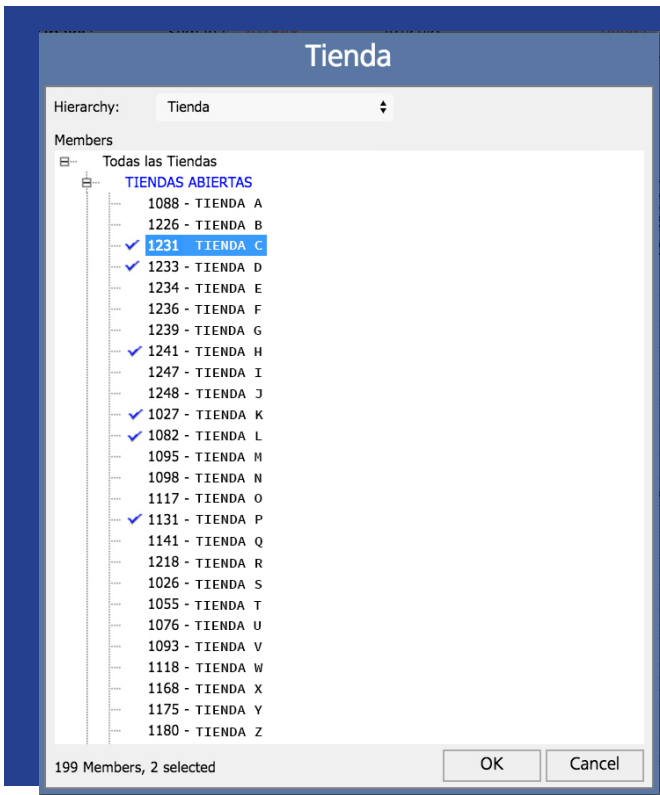 Tienda
Hierarchy: Tienda
Members
Todas las Tiendas
TIENDAS ABIERTAS
1088 - TIENDA A
1226 - TIENDA B
1231 TIENDA C
1233 - TIENDA D
1234 - TIENDA E
1236 - TIENDA F
1239 - TIENDA G
1241 - TIENDA H
1247 - TIENDA I
1248 - TIENDA J
1027 - TIENDA K
1082 - TIENDA L
1095 - TIENDA M
1098 - TIENDA N
1117 - TIENDA O
1131 - TIENDA P
1141 - TIENDA Q
1218 - TIENDA R
1026 - TIENDA S
1055 - TIENDA T
1076 - TIENDA U
1093 - TIENDA V
1118 - TIENDA W
1168 - TIENDA X
1175 - TIENDA Y
1180 - TIENDA Z
199 Members, 2 selected OK Cancel